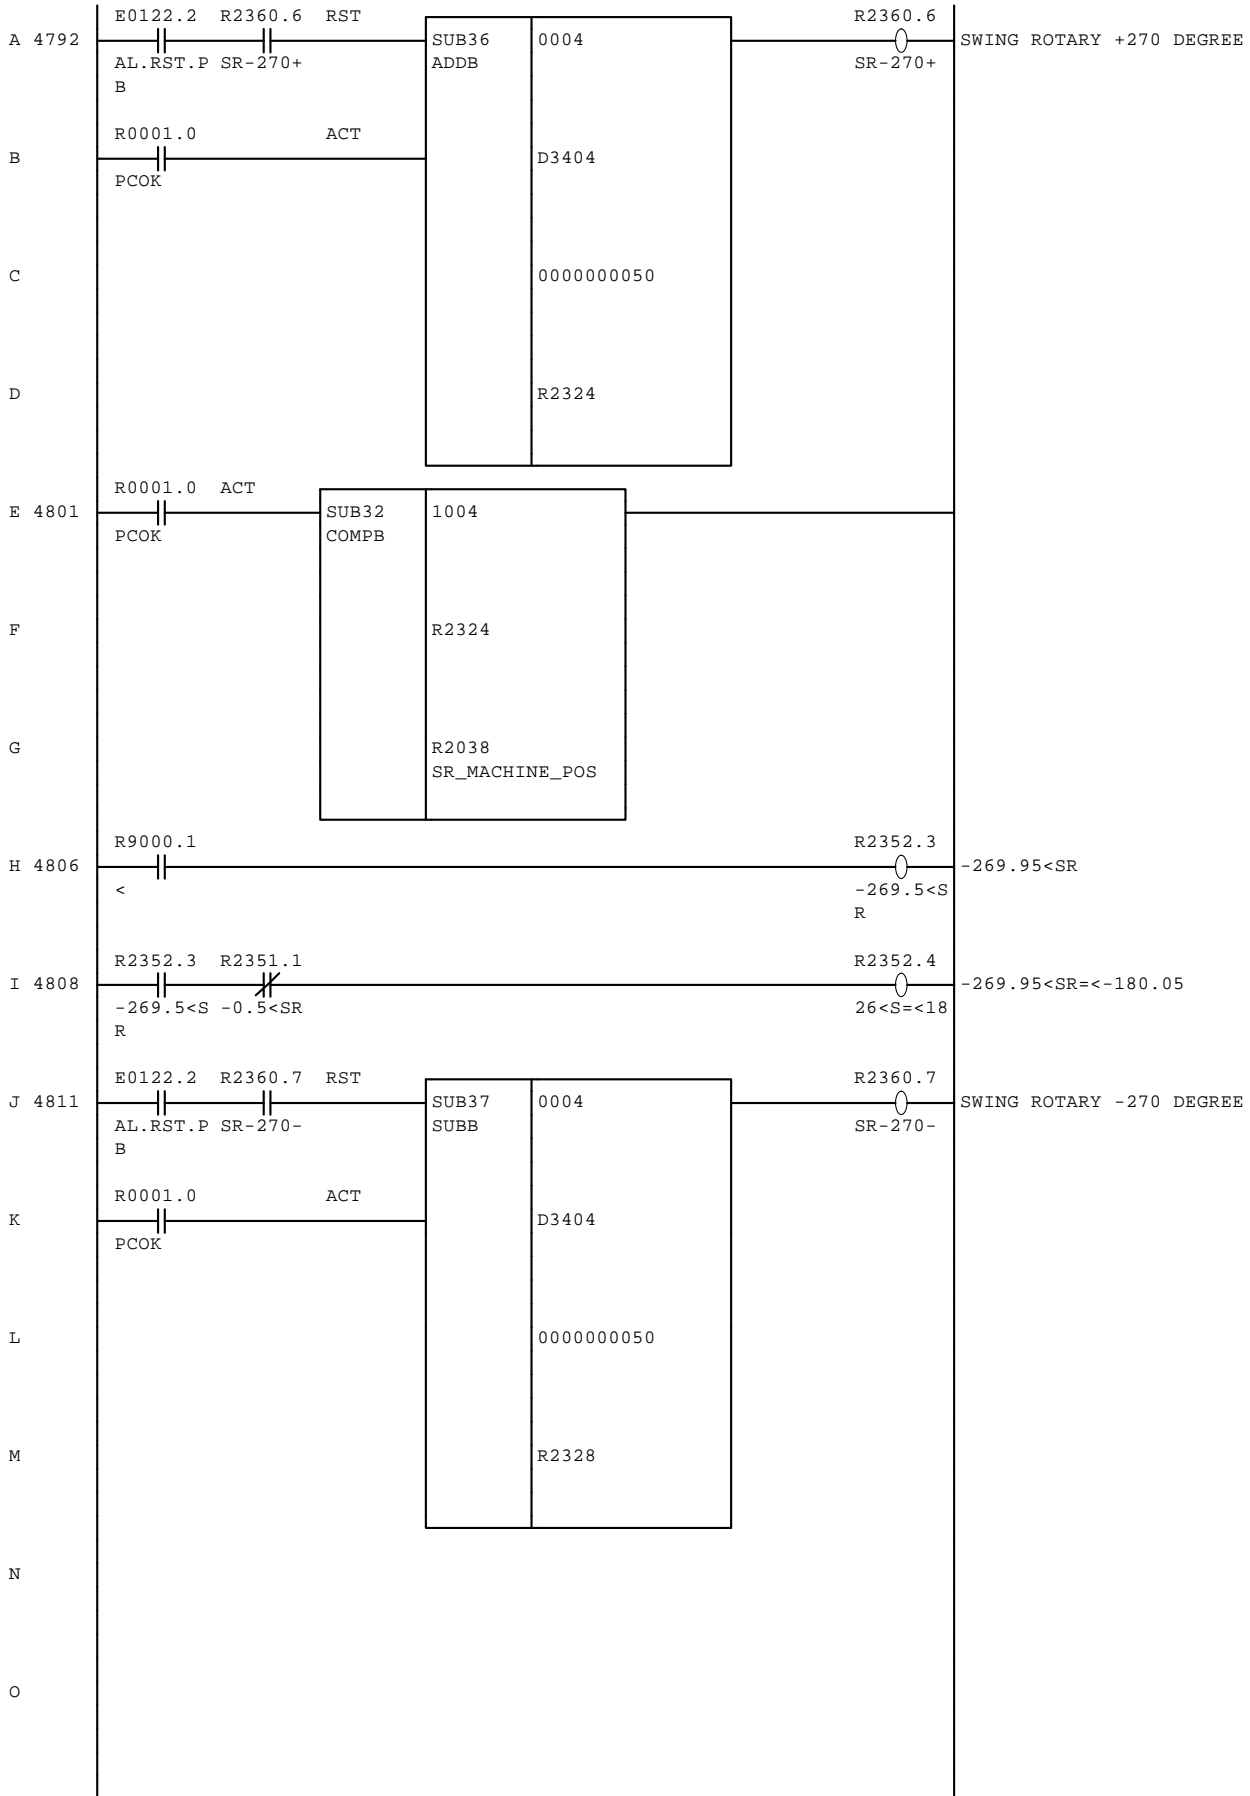 E0122.2 R2360.6 RST R2360.6
A 4792 SUB36 0004 SWING ROTARY +270 DEGREE
AL.RST.P SR-270+ ADDB SR-270+
B
R0001.0 ACT
B D3404
PCOK
C 0000000050
D R2324
R0001.0 ACT
E 4801 SUB32 1004
PCOK COMPB
F R2324
G R2038
SR_MACHINE_POS
R9000.1 R2352.3
H 4806 -269.95<SR
< -269.5<S
R
R2352.3 R2351.1 R2352.4
I 4808 -269.95<SR=<-180.05
-269.5<S -0.5<SR 26<S=<18
R
E0122.2 R2360.7 RST R2360.7
J 4811 SUB37 0004 SWING ROTARY -270 DEGREE
AL.RST.P SR-270- SUBB SR-270-
B
R0001.0 ACT
K D3404
PCOK
L 0000000050
M R2328
N
O